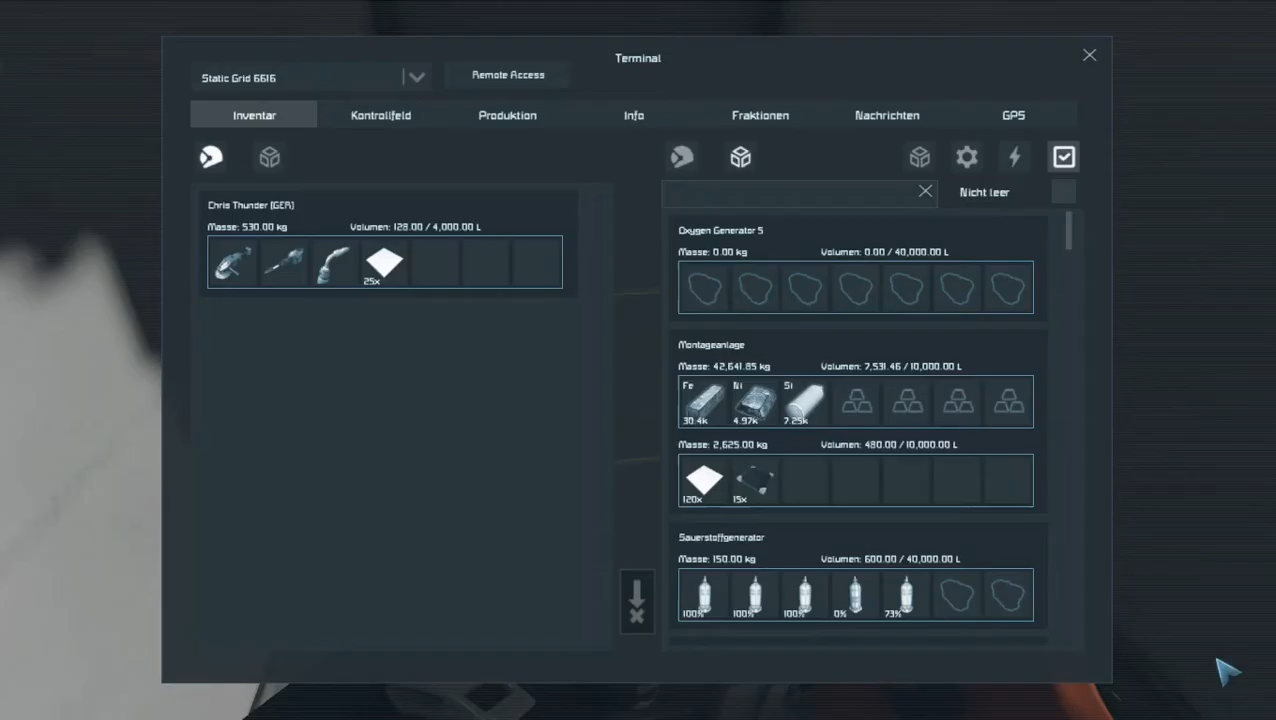 Terminal
Static Grid 6616
Remote Access
Inventar Kontrollfeld Produktion Info Fraktionen Nachrichten GPS
Nicht leer
Chris Thunder [GER]
Masse: 530.00 kg Volumen: 128.00 / 4,000.00 L
25x
Oxygen Generator 5
Masse: 0.00 kg Volumen: 0.00 / 40,000.00 L
Montageanlage
Masse: 42,641.85 kg Volumen: 7,531.46 / 10,000.00 L
Fe Ni Si
30.4k 4.97k 7.25k
Masse: 2,625.00 kg Volumen: 480.00 / 10,000.00 L
120x 15x
Sauerstoffgenerator
Masse: 150.00 kg Volumen: 600.00 / 40,000.00 L
100% 100% 100% 0% 73%